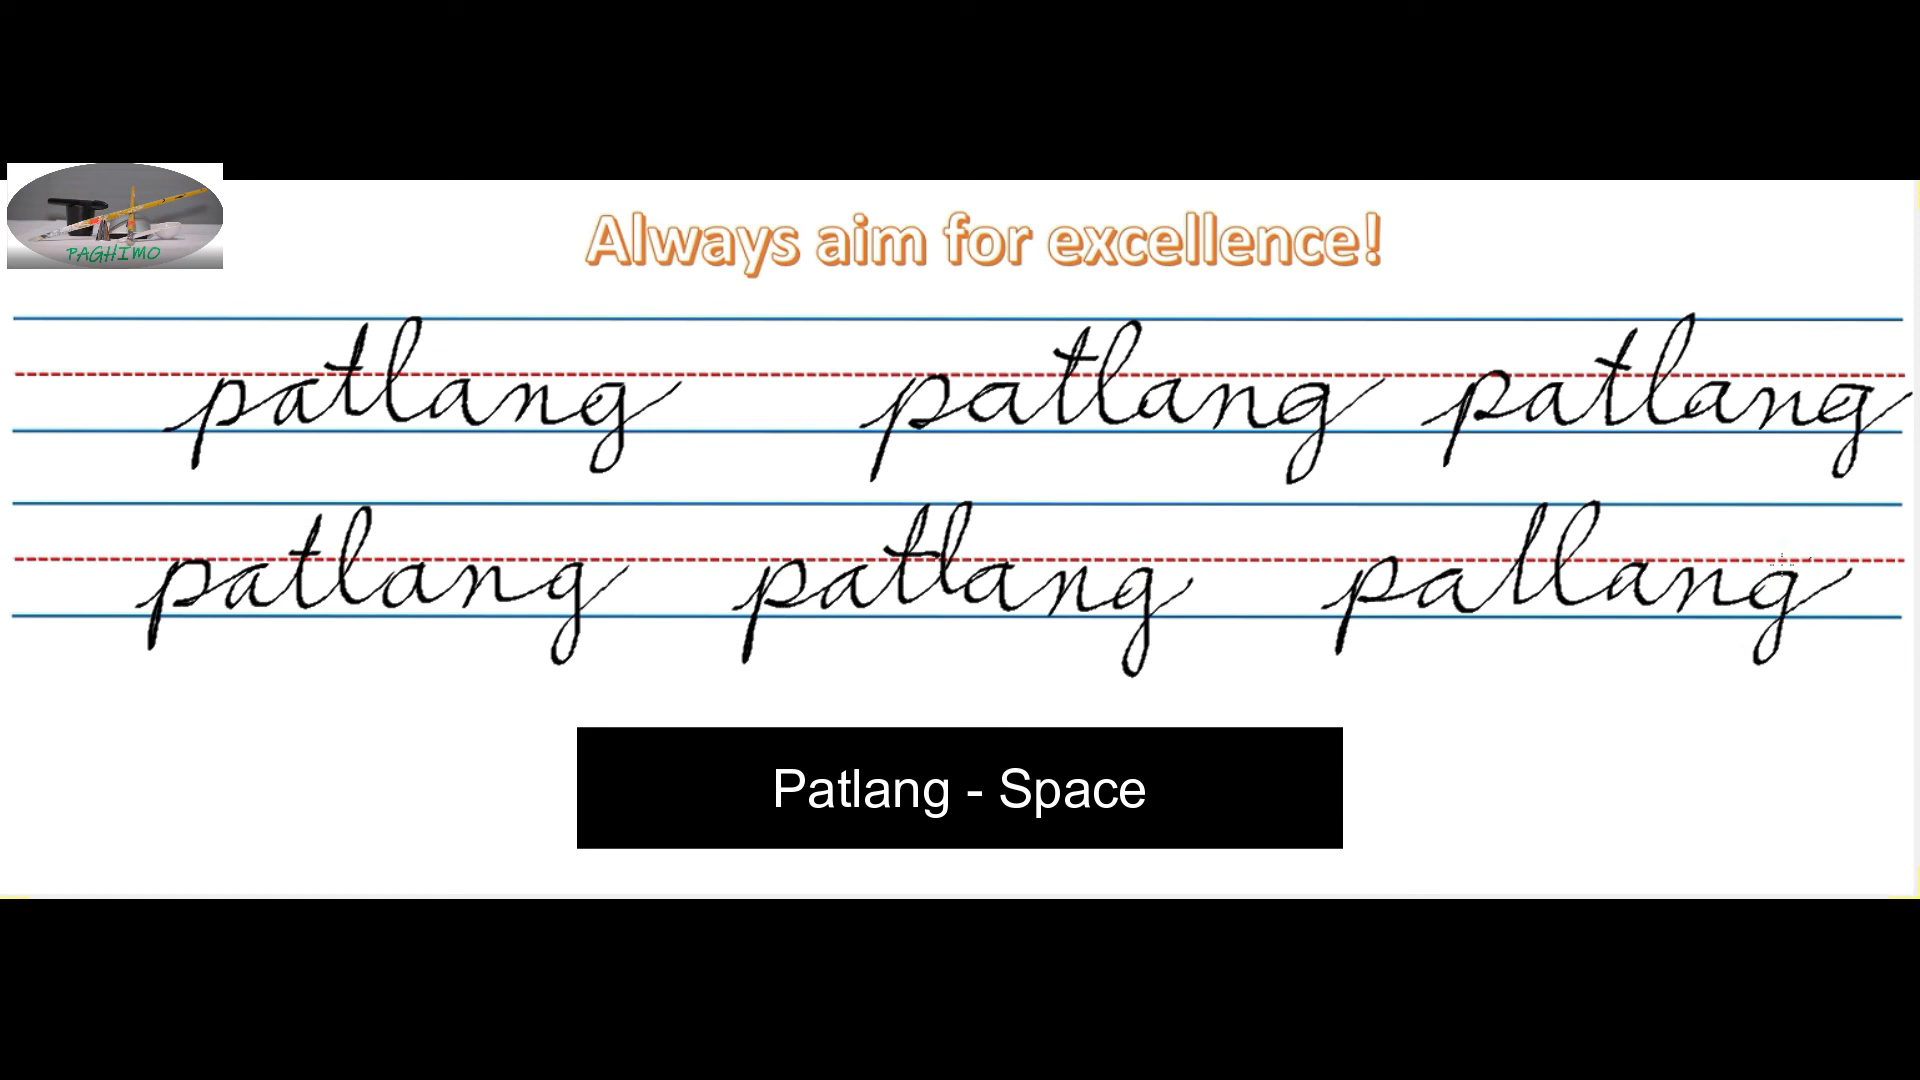 PAGHIMO
Always aim for excellence!
patlang patlang patlang
patlang patlang pallang
Patlang - Space